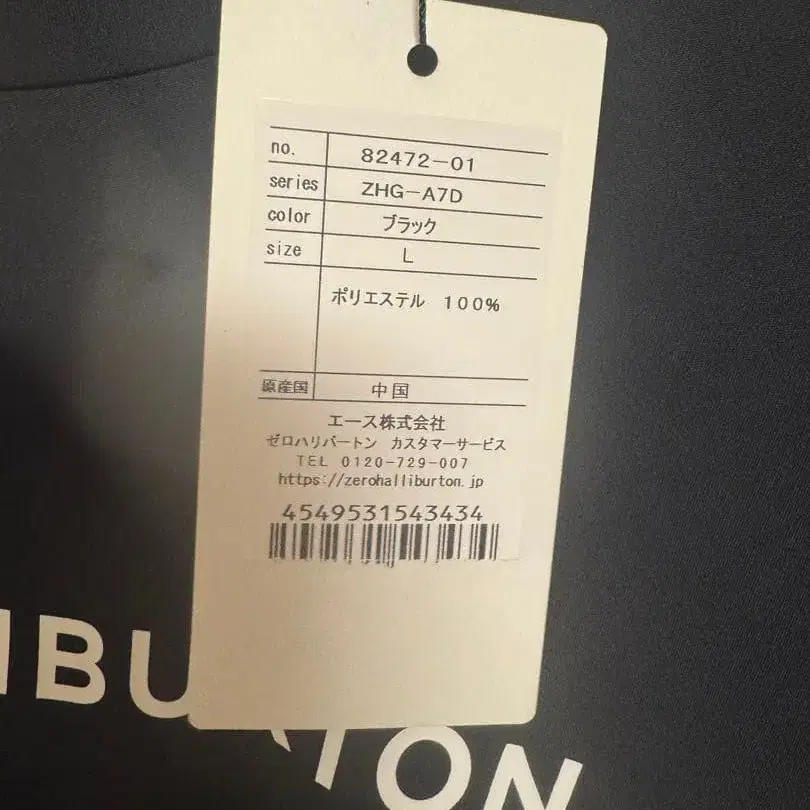 no. 82472-01
series ZHG-A7D
color ブラック
size L
ポリエステル 100%
原産国 中国
エース株式会社
ゼロハリバートン カスタマーサービス
TEL 0120-729-007
https://zerohalliburton.jp
4549531543434
IBURTON